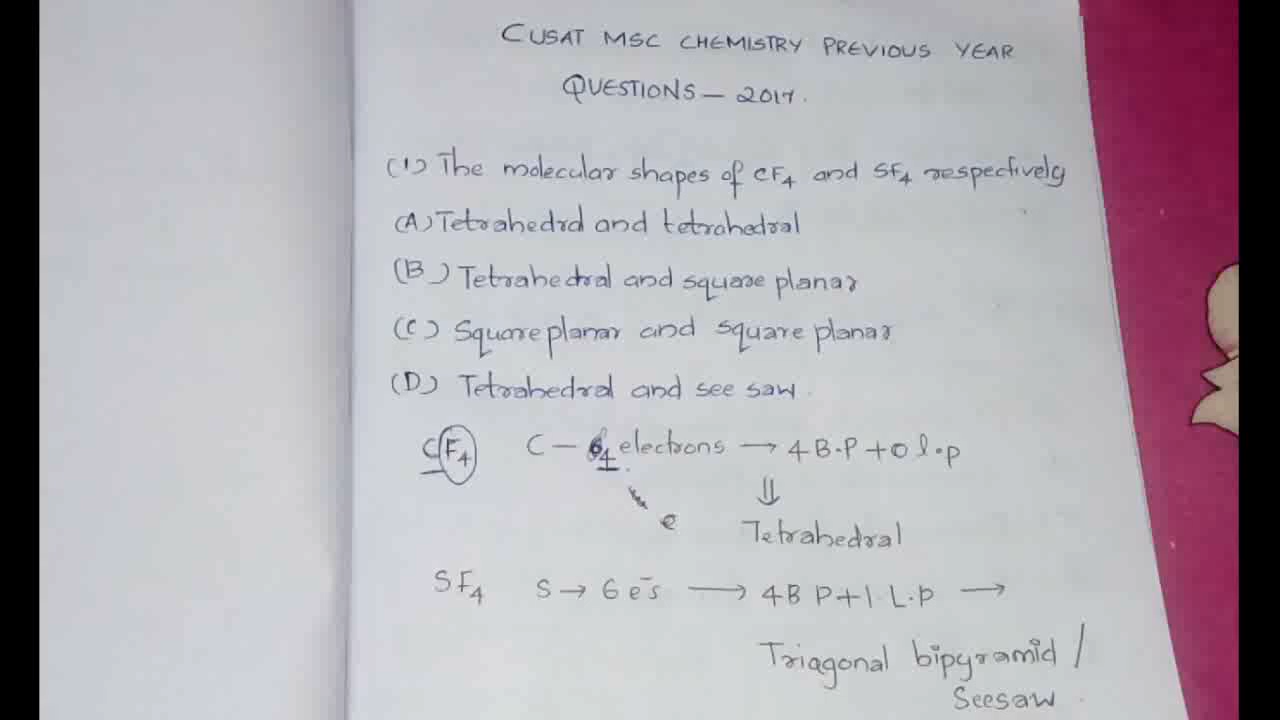 CUSAT MSC CHEMISTRY PREVIOUS YEAR
QUESTIONS – 2017.
(1) The molecular shapes of CF4 and SF4 respectively
(A) Tetrahedrd and tetrahedral
(B) Tetrahedral and square planar
(C) Square planar and square planar
(D) Tetrahedral and see saw.
CF4 C – 4 electrons → 4 B.P + 0 l.p
⇓
e
Tetrahedral
SF4 S → 6 e⁻s → 4 B P + 1 L.P →
Triagonal bipyramid /
Seesaw.